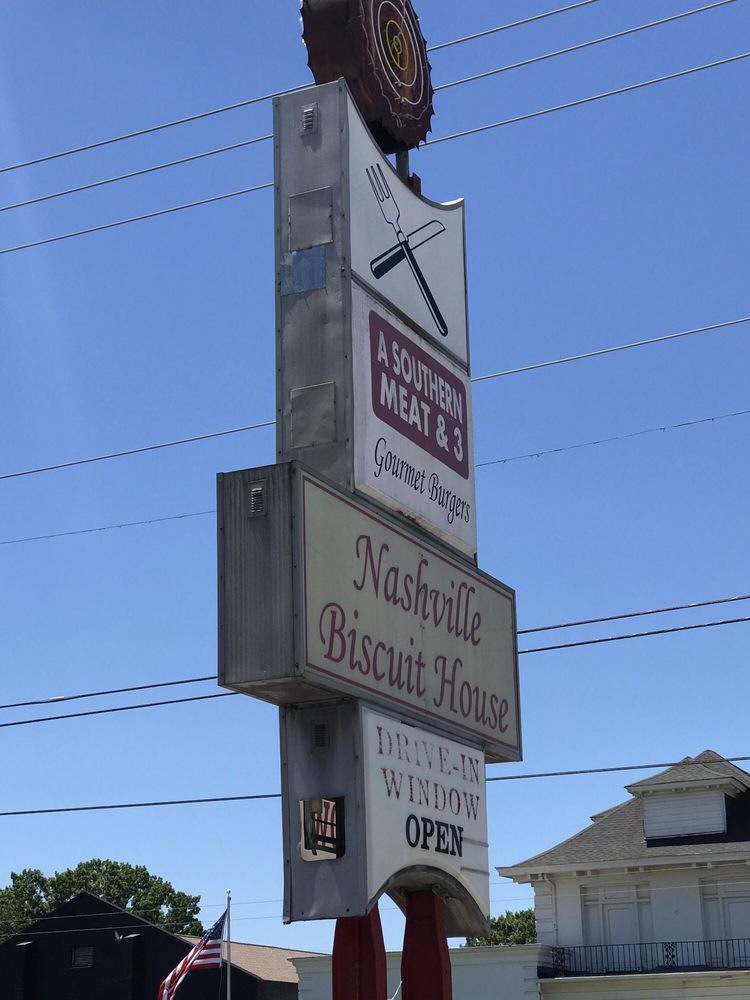 A SOUTHERN
MEAT & 3
Gourmet Burgers
Nashville
Biscuit House
DRIVE-IN
WINDOW
OPEN